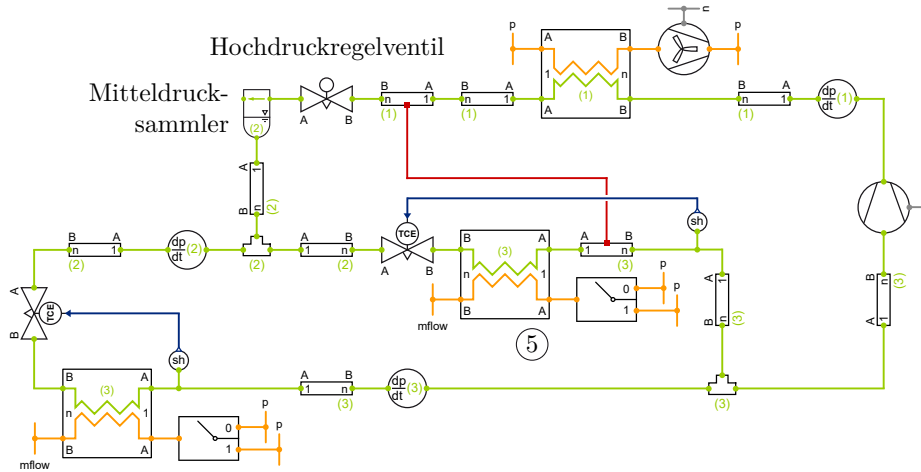 n
p
p
Hochdruckregelventil
A B
1 n
A B
(1)
Mitteldruck-
sammler
(2)
A B
B A
n 1
(1)
B A
n 1
(1)
B A
n 1
(1)
dp
dt (1)
A
1
n
B
(2)
sh
TCE
A B
B A
n 1
(2)
dp
dt (2)
(2)
A B
1 n
(2)
B A
n 1
(3)
B A
mflow
A B
1 n
(3)
0
1
p
p
5
A
1
n
B
(3)
B
n
1
A
(3)
A
B
TCE
sh
B A
n 1
(3)
B A
mflow
0
1
p
p
A B
1 n
(3)
dp
dt (3)
(3)